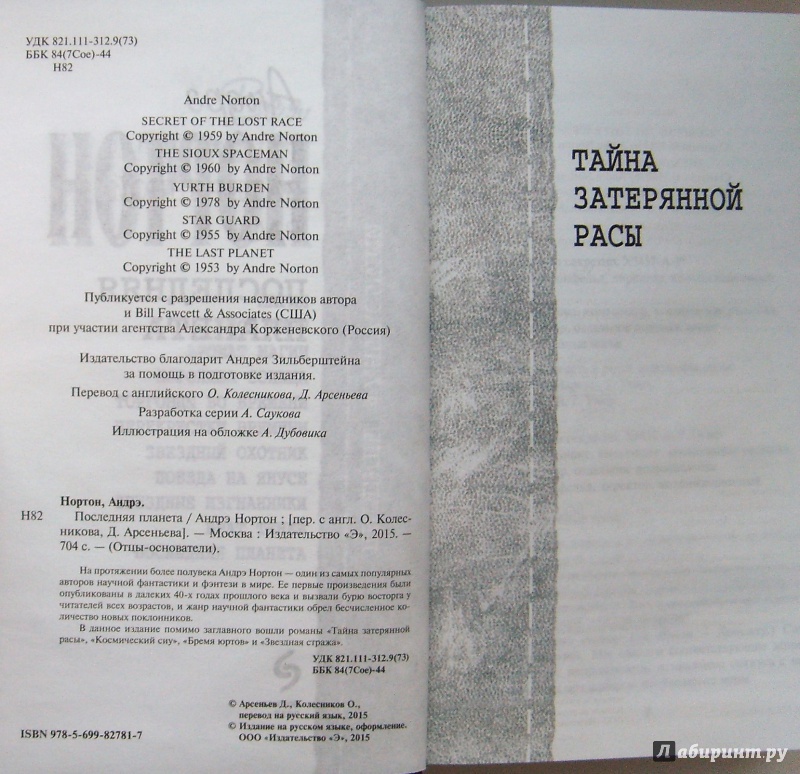 УДК 821.111-312.9(73)
ББК 84(7Сое)-44
Н82
Andre Norton
SECRET OF THE LOST RACE
Copyright © 1959 by Andre Norton
THE SIOUX SPACEMAN
Copyright © 1960 by Andre Norton
YURTH BURDEN
Copyright © 1978 by Andre Norton
STAR GUARD
Copyright © 1955 by Andre Norton
THE LAST PLANET
Copyright © 1953 by Andre Norton
Публикуется с разрешения наследников автора
и Bill Fawcett & Associates (США)
при участии агентства Александра Корженевского (Россия)
Издательство благодарит Андрея Зильберштейна
за помощь в подготовке издания.
Перевод с английского О. Колесникова, Д. Арсеньева
Разработка серии А. Саукова
Иллюстрация на обложке А. Дубовика
Нортон, Андрэ.
Н82 Последняя планета / Андрэ Нортон ; [пер. с англ. О. Колес-
никова, Д. Арсеньева]. — Москва : Издательство «Э», 2015. —
704 с. — (Отцы-основатели).
На протяжении более полувека Андрэ Нортон — один из самых популярных
авторов научной фантастики и фэнтези в мире. Ее первые произведения были
опубликованы в далеких 40-х годах прошлого века и вызвали бурю восторга у
читателей всех возрастов, и жанр научной фантастики обрел бесчисленное ко-
личество новых поклонников.
В данное издание помимо заглавного вошли романы «Тайна затерянной
расы», «Космический сиу», «Бремя юртов» и «Звездная стража».
УДК 821.111-312.9(73)
ББК 84(7Сое)-44
© Арсеньев Д., Колесников О.,
перевод на русский язык, 2015
© Издание на русском языке, оформление.
ООО «Издательство «Э», 2015
ISBN 978-5-699-82781-7
ТАЙНА
ЗАТЕРЯННОЙ
РАСЫ
Лабиринт.ру